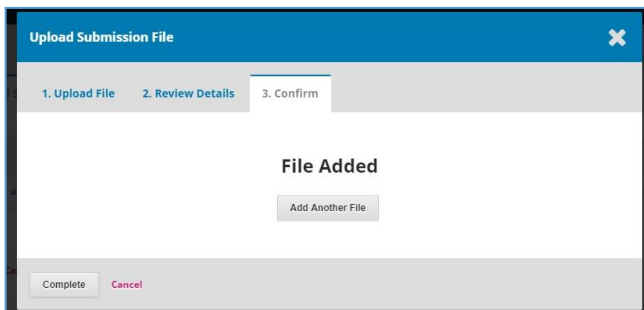 Upload Submission File
1. Upload File 2. Review Details 3. Confirm
File Added
Add Another File
Complete Cancel